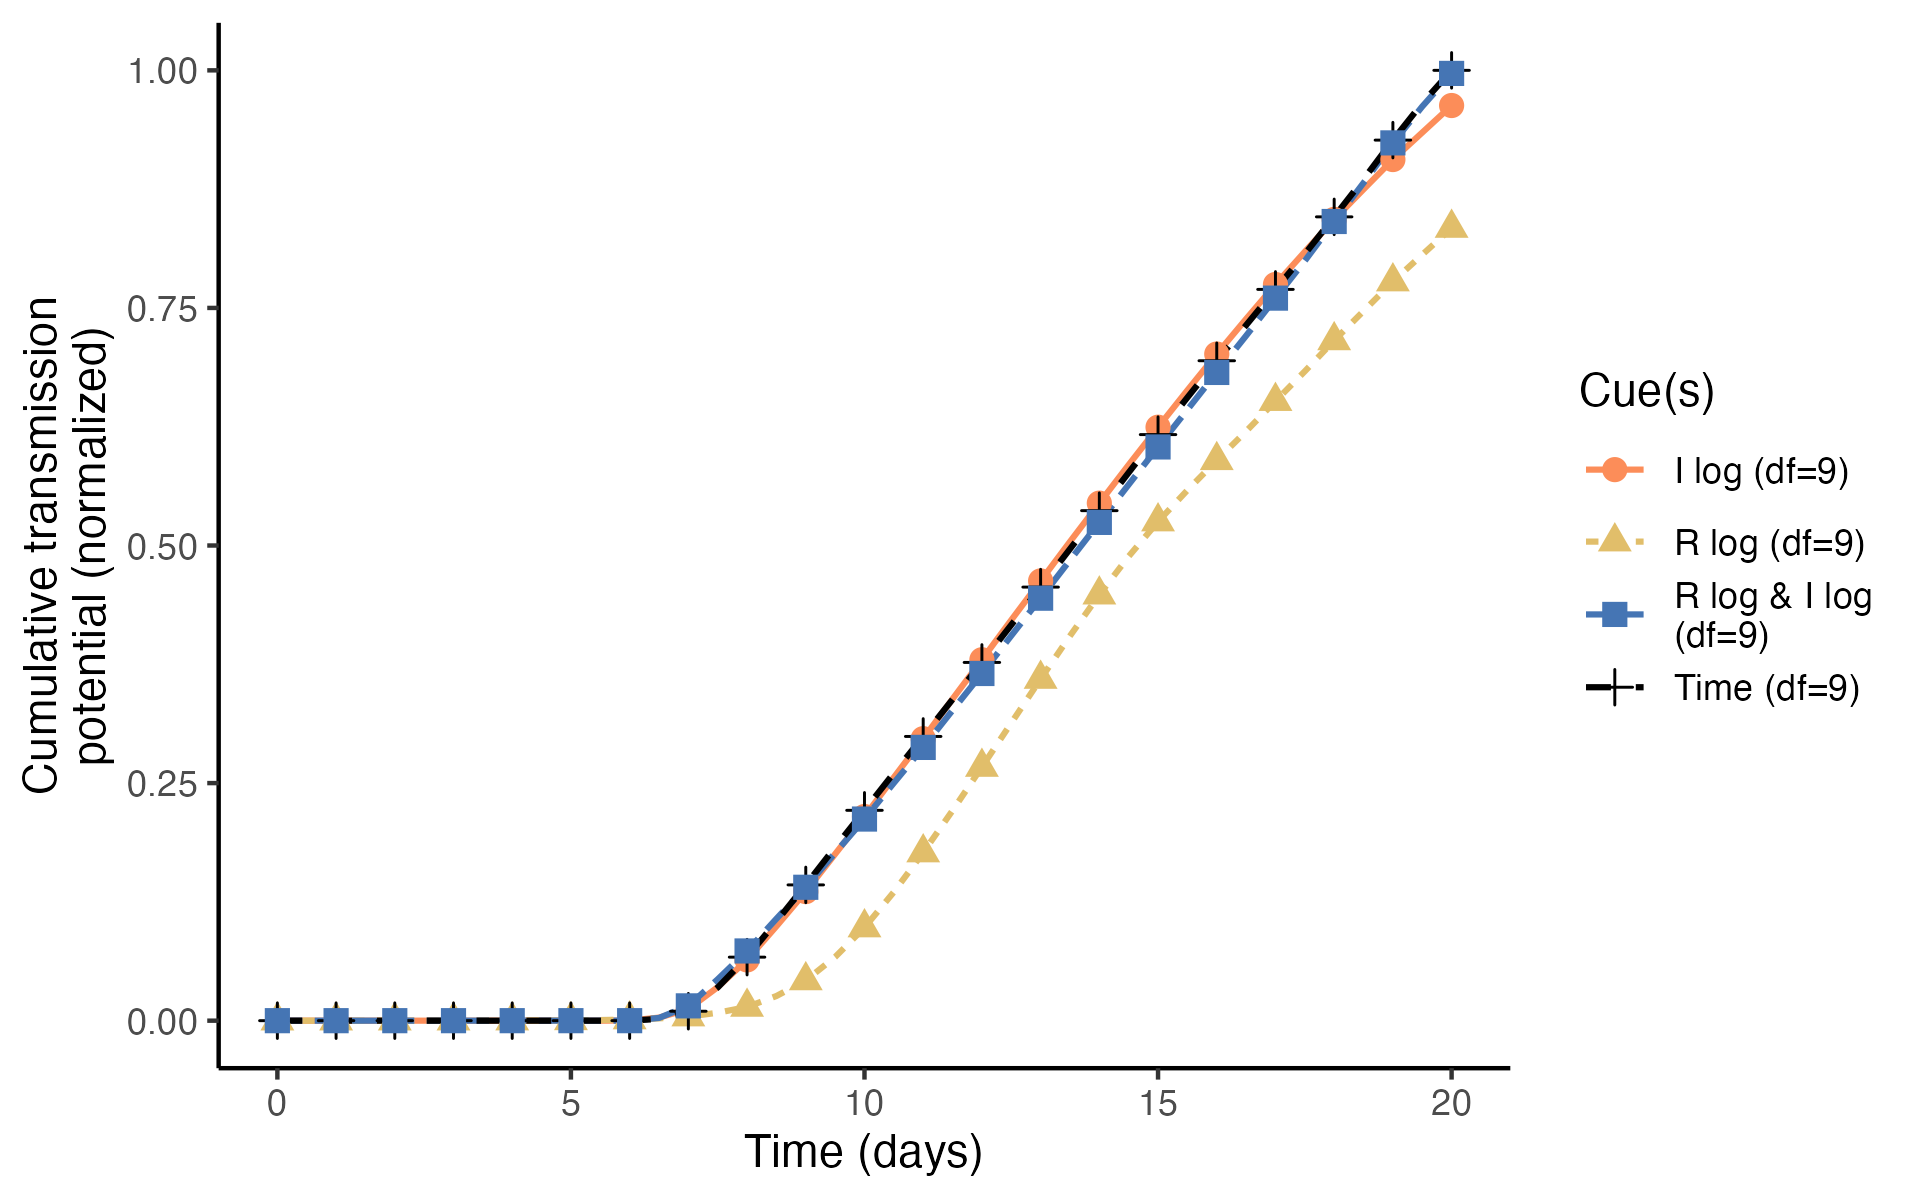 Cumulative transmission
potential (normalized)
1.00
0.75
0.50
0.25
0.00
0
5
10
15
20
Time (days)
Cue(s)
I log (df=9)
R log (df=9)
R log & I log
(df=9)
Time (df=9)